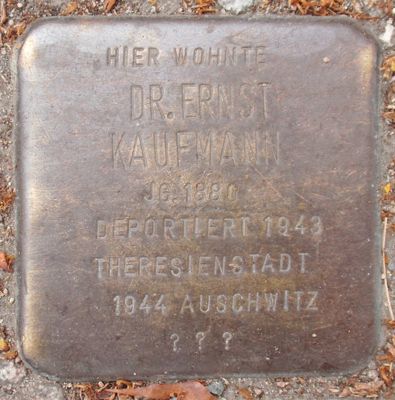 HIER WOHNTE
DR. ERNST
KAUFMANN
JG. 1880
DEPORTIERT 1943
THERESIENSTADT
1944 AUSCHWITZ
? ? ?